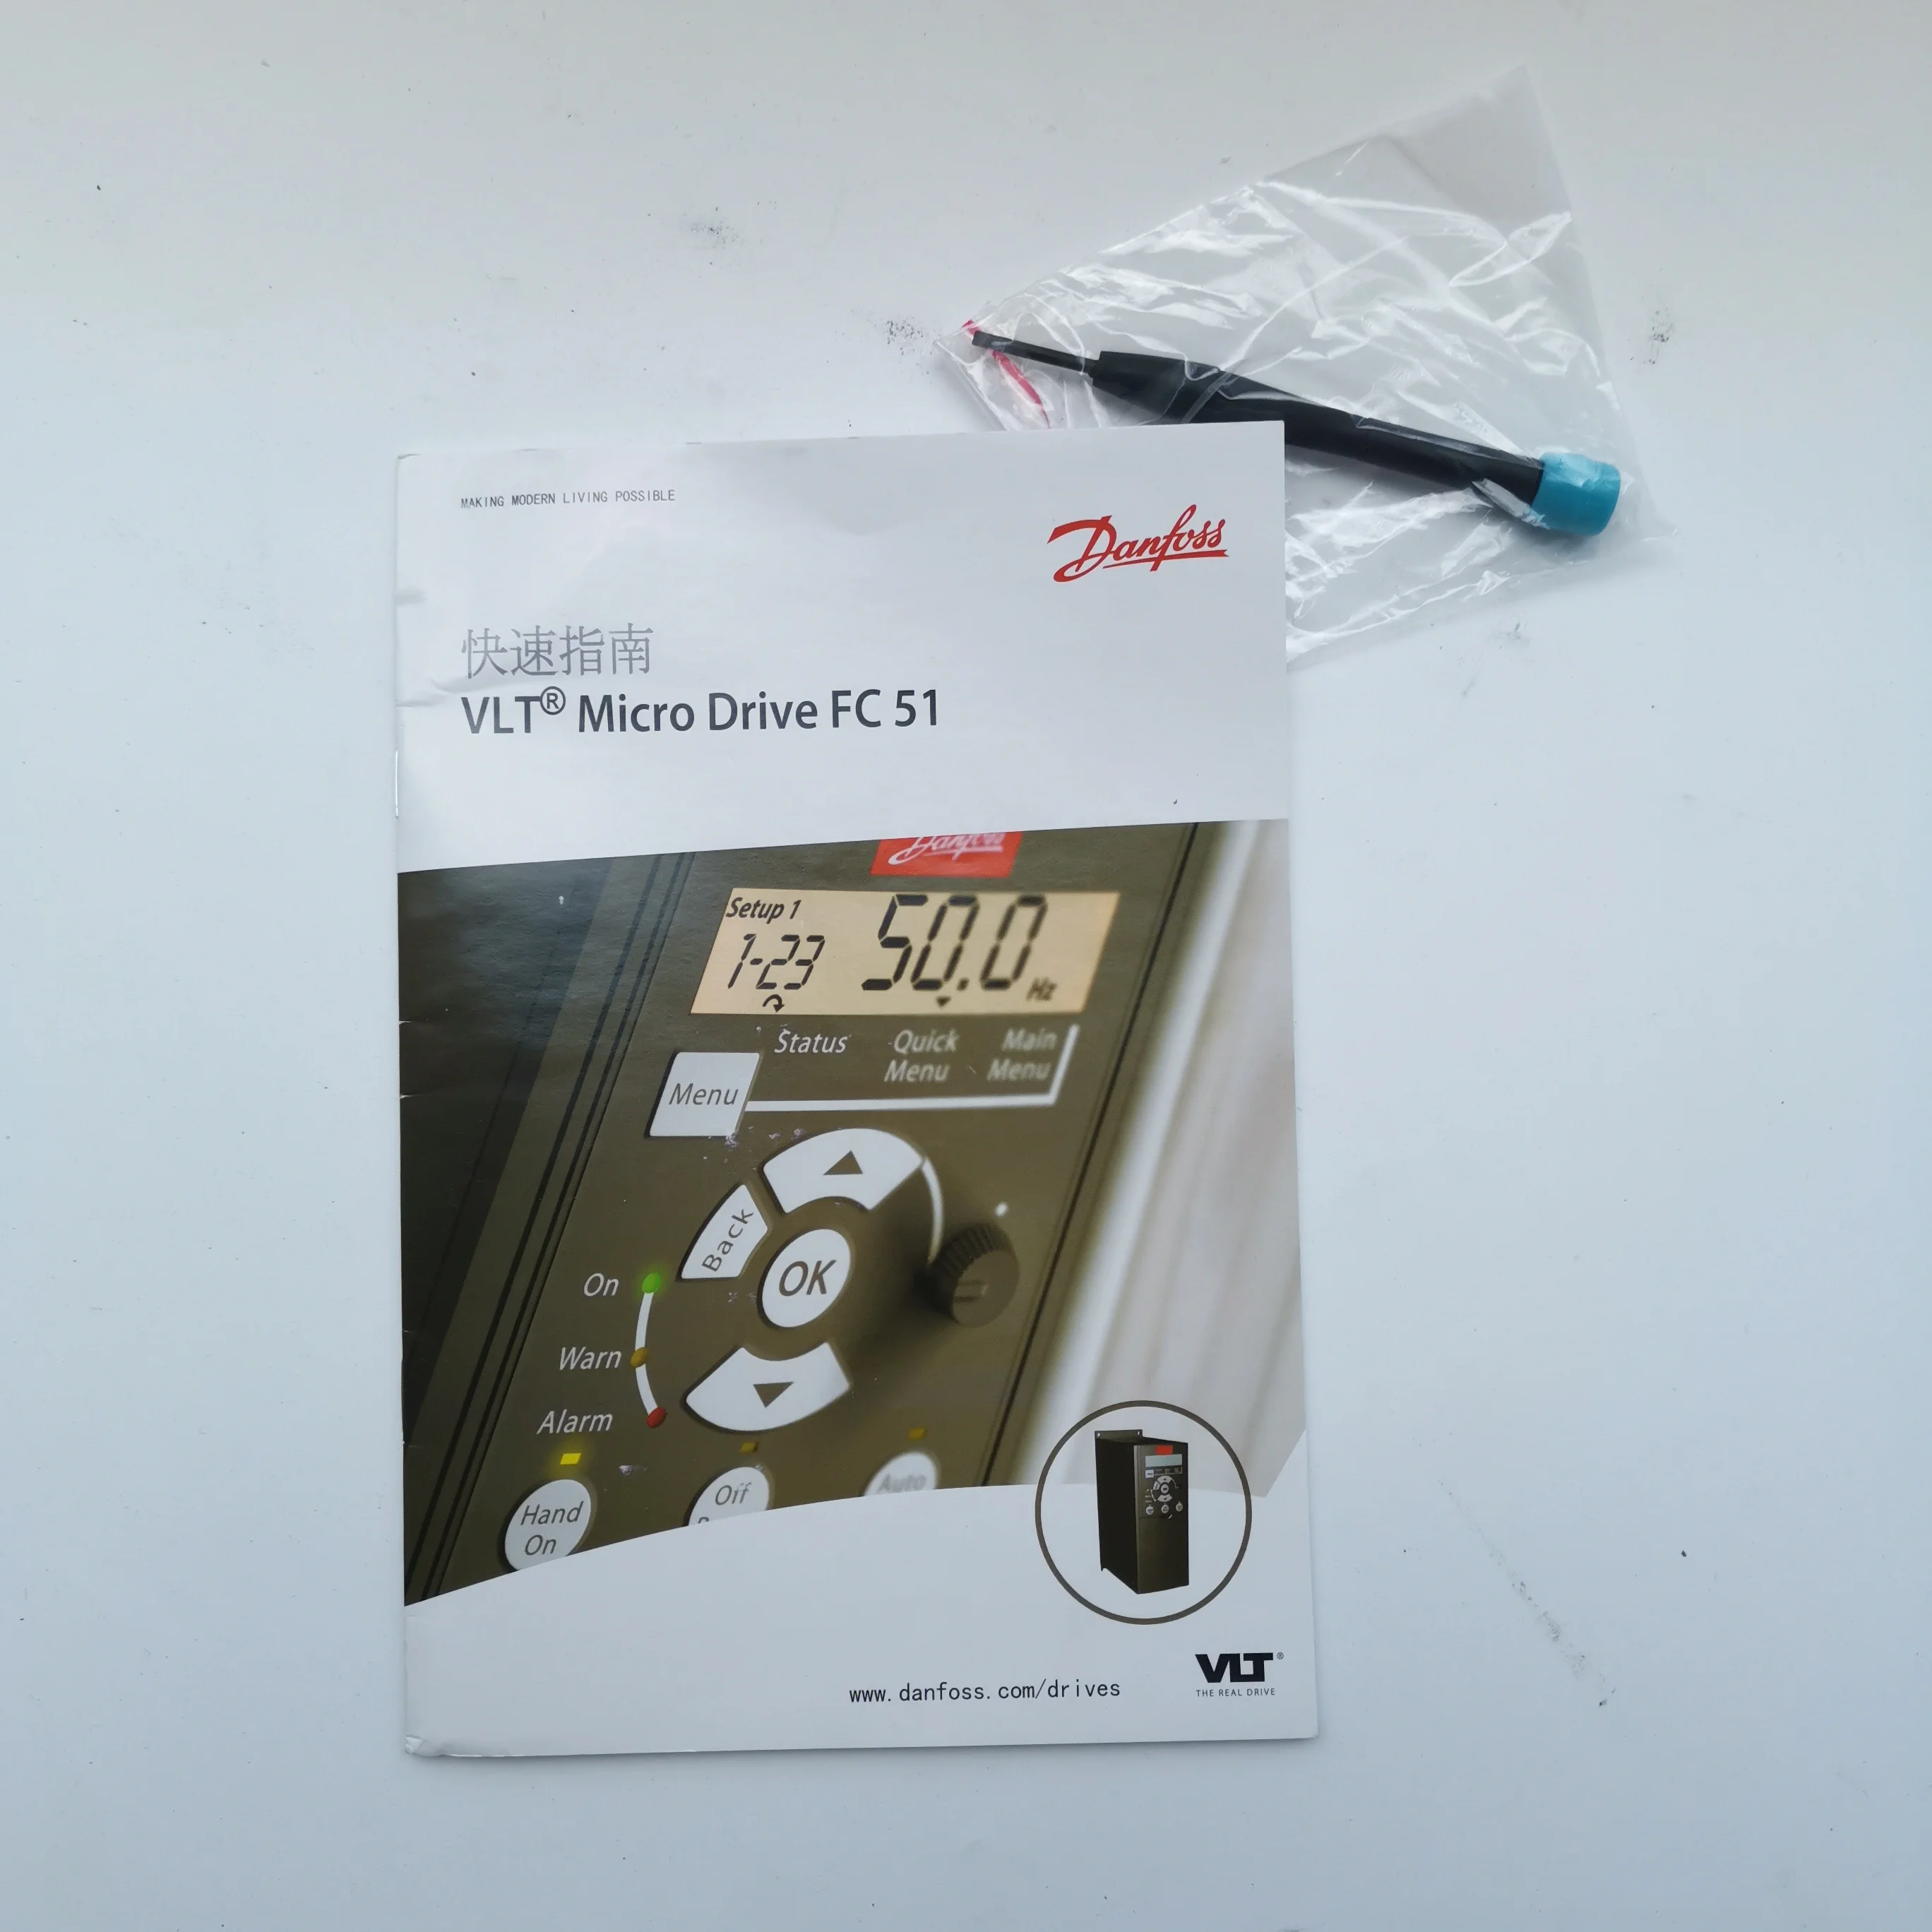 MAKING MODERN LIVING POSSIBLE
Danfoss
快速指南
VLT® Micro Drive FC 51
Danfoss
Setup 1
1-23 50.0 Hz
Status Quick Menu Main Menu
Menu
Back
OK
On
Warn
Alarm
Hand On
Off
Auto
www.danfoss.com/drives
VLT®
THE REAL DRIVE